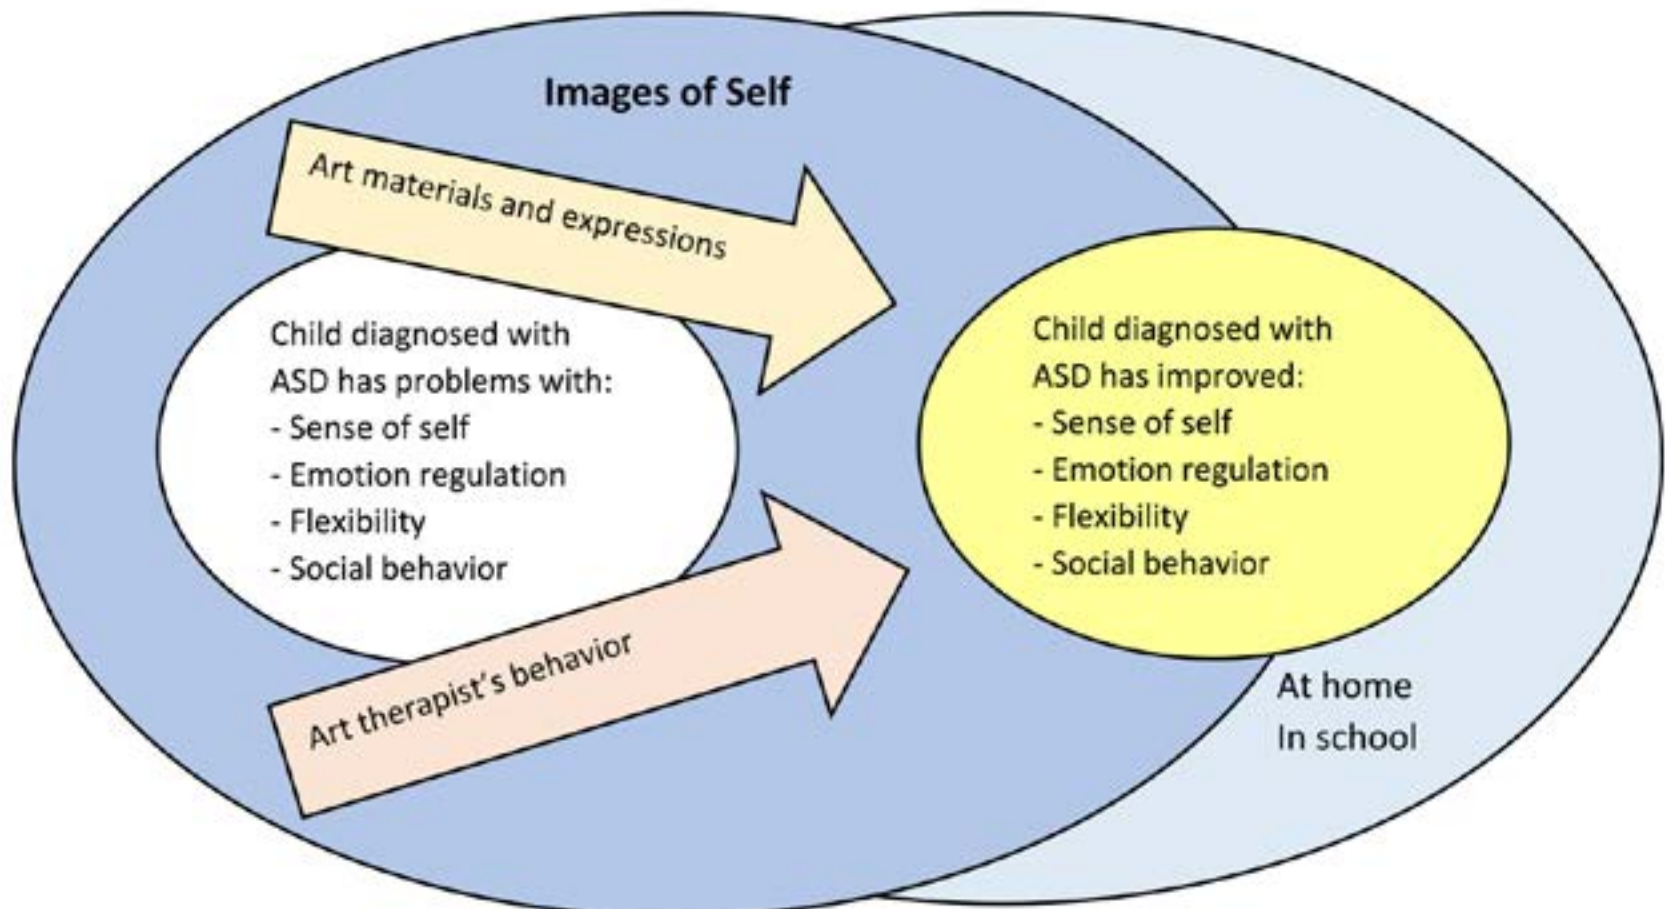 Images of Self
Art materials and expressions
Child diagnosed with
ASD has problems with:
- Sense of self
- Emotion regulation
- Flexibility
- Social behavior
Art therapist's behavior
Child diagnosed with
ASD has improved:
- Sense of self
- Emotion regulation
- Flexibility
- Social behavior
At home
In school